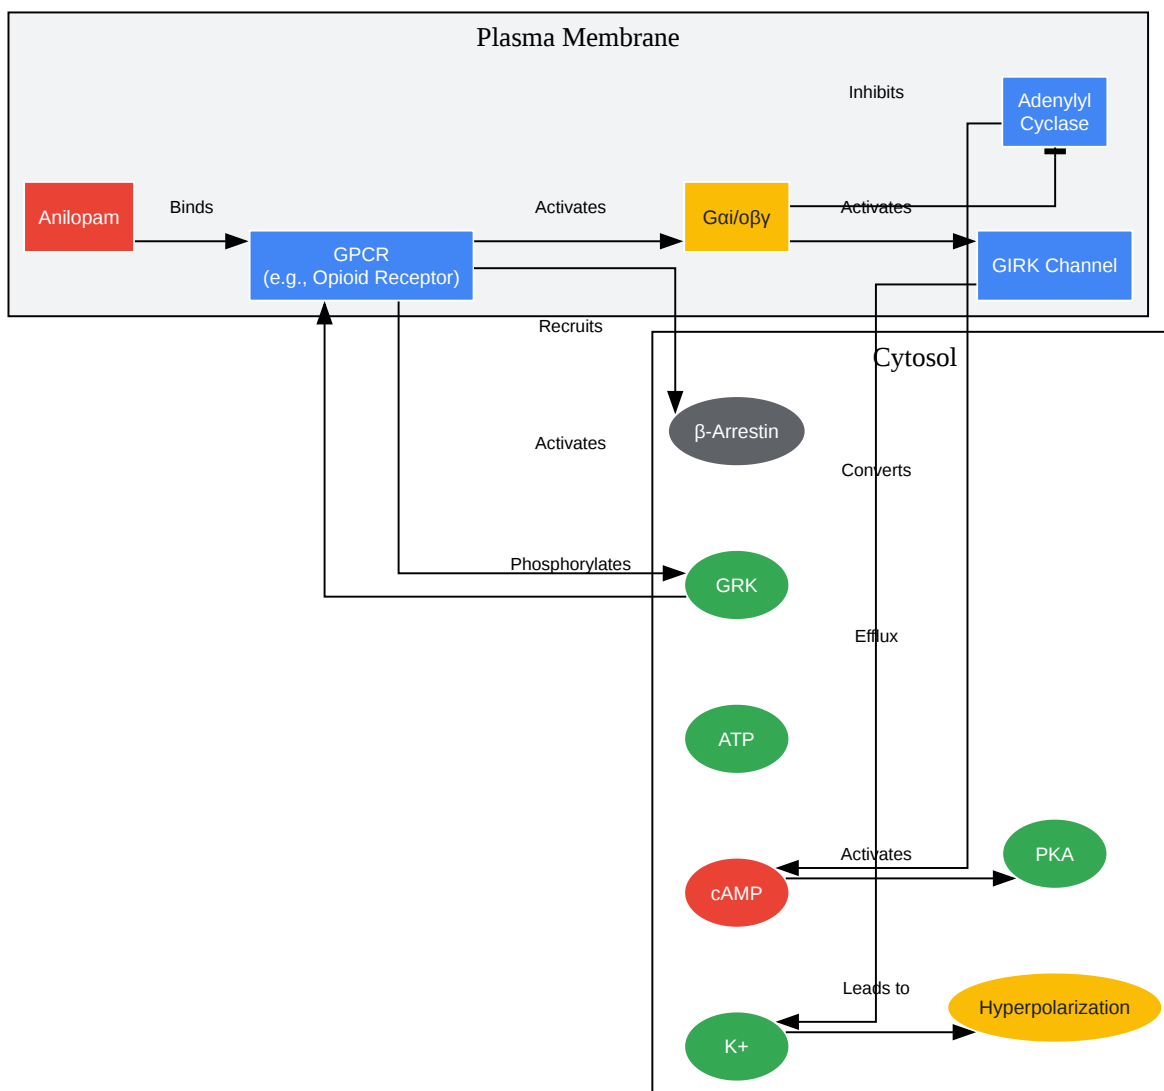 Plasma Membrane
Inhibits
Adenylyl
Cyclase
Anilopam
Binds
Activates
Gαi/oβγ
Activates
GPCR
(e.g., Opioid Receptor)
GIRK Channel
Recruits
Cytosol
β-Arrestin
Activates
Converts
Phosphorylates
GRK
Efflux
ATP
Activates
PKA
cAMP
Leads to
Hyperpolarization
K+